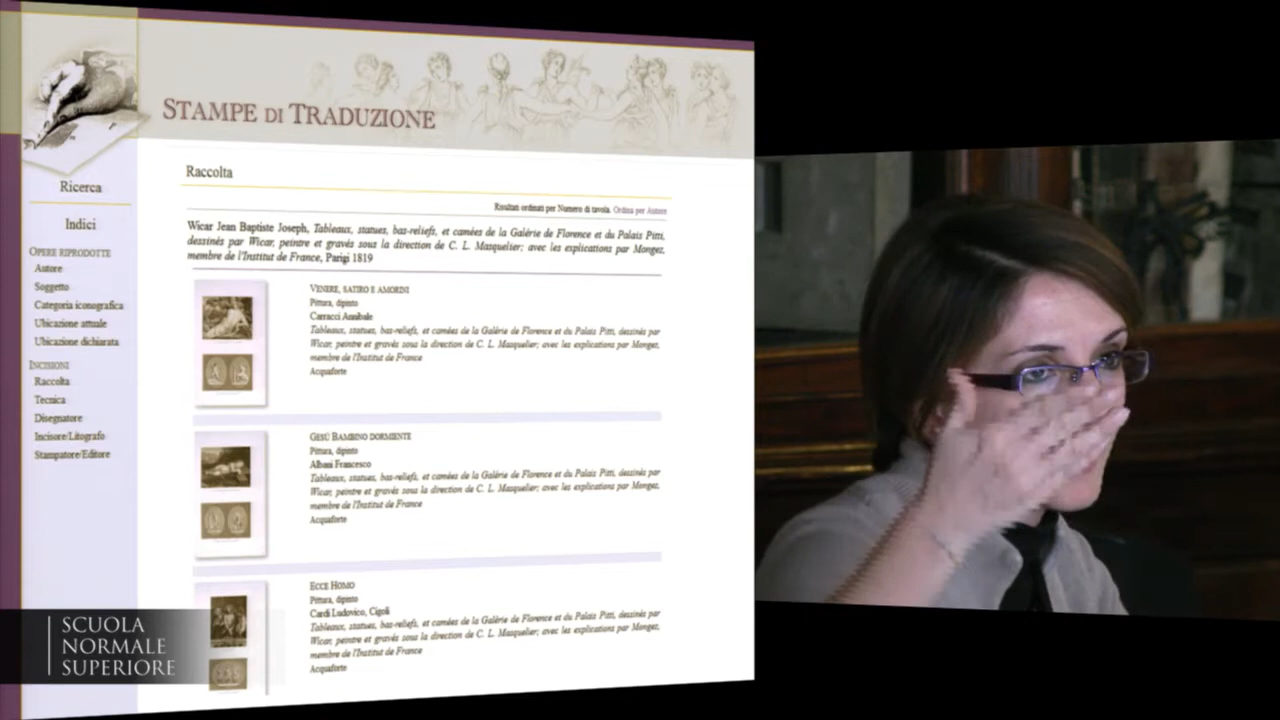 STAMPE DI TRADUZIONE
Ricerca
Indici
OPERE RIPRODOTTE
Autore
Soggetto
Categoria iconografica
Ubicazione attuale
Ubicazione dichiarata
INCISIONI
Raccolta
Tecnica
Disegnatore
Incisore/Litografo
Stampatore/Editore
Raccolta
Risultati ordinati per Numero di tavola. Ordina per Autore
Wicar Jean Baptiste Joseph, Tableaux, statues, bas-reliefs, et camées de la Galérie de Florence et du Palais Pitti,
dessinés par Wicar, peintre et gravés sous la direction de C. L. Masquelier; avec les explications par Mongez,
membre de l'Institut de France, Parigi 1819
VENERE, SATIRO E AMORINI
Pittura, dipinto
Carracci Annibale
Tableaux, statues, bas-reliefs, et camées de la Galérie de Florence et du Palais Pitti, dessinés par
Wicar, peintre et gravés sous la direction de C. L. Masquelier; avec les explications par Mongez,
membre de l'Institut de France
Acquaforte
GESÙ BAMBINO DORMIENTE
Pittura, dipinto
Albani Francesco
Tableaux, statues, bas-reliefs, et camées de la Galérie de Florence et du Palais Pitti, dessinés par
Wicar, peintre et gravés sous la direction de C. L. Masquelier; avec les explications par Mongez,
membre de l'Institut de France
Acquaforte
ECCE HOMO
Pittura, dipinto
Cardi Ludovico, Cigoli
Tableaux, statues, bas-reliefs, et camées de la Galérie de Florence et du Palais Pitti, dessinés par
Wicar, peintre et gravés sous la direction de C. L. Masquelier; avec les explications par Mongez,
membre de l'Institut de France
Acquaforte
SCUOLA
NORMALE
SUPERIORE